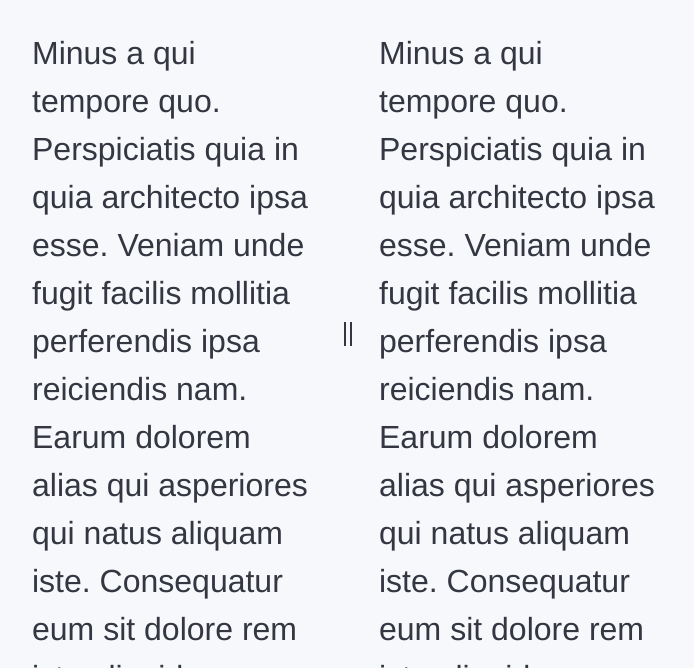 Minus a qui
tempore quo.
Perspiciatis quia in
quia architecto ipsa
esse. Veniam unde
fugit facilis mollitia
perferendis ipsa
reiciendis nam.
Earum dolorem
alias qui asperiores
qui natus aliquam
iste. Consequatur
eum sit dolore rem
Minus a qui
tempore quo.
Perspiciatis quia in
quia architecto ipsa
esse. Veniam unde
fugit facilis mollitia
perferendis ipsa
reiciendis nam.
Earum dolorem
alias qui asperiores
qui natus aliquam
iste. Consequatur
eum sit dolore rem